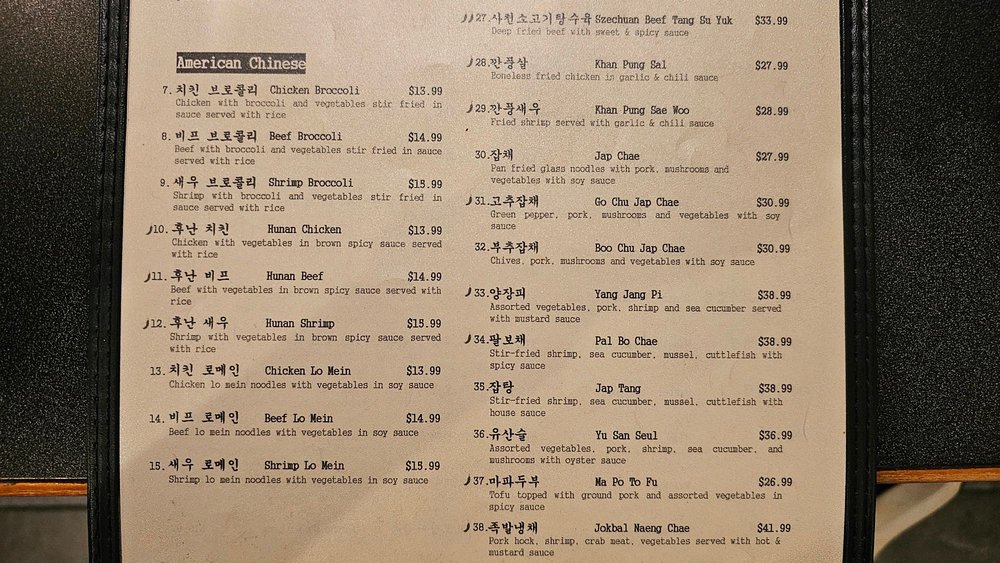 American Chinese
7. 치킨 브로콜리 Chicken Broccoli $13.99
Chicken with broccoli and vegetables stir fried in
sauce served with rice
8. 비프 브로콜리 Beef Broccoli $14.99
Beef with broccoli and vegetables stir fried in sauce
served with rice
9. 새우 브로콜리 Shrimp Broccoli $15.99
Shrimp with broccoli and vegetables stir fried in
sauce served with rice
10. 후난 치킨 Hunan Chicken $13.99
Chicken with vegetables in brown spicy sauce served
with rice
11. 후난 비프 Hunan Beef $14.99
Beef with vegetables in brown spicy sauce served with
rice
12. 후난 새우 Hunan Shrimp $15.99
Shrimp with vegetables in brown spicy sauce served
with rice
13. 치킨 로메인 Chicken Lo Mein $13.99
Chicken lo mein noodles with vegetables in soy sauce
14. 비프 로메인 Beef Lo Mein $14.99
Beef lo mein noodles with vegetables in soy sauce
15. 새우 로메인 Shrimp Lo Mein $15.99
Shrimp lo mein noodles with vegetables in soy sauce
27. 사천소고기탕수육 Szechuan Beef Tang Su Yuk $33.99
Deep fried beef with sweet & spicy sauce
28. 깐풍살 Khan Pung Sal $27.99
Boneless fried chicken in garlic & chili sauce
29. 깐풍새우 Khan Pung Sae Woo $28.99
Fried shrimp served with garlic & chili sauce
30. 잡채 Jap Chae $27.99
Pan fried glass noodles with pork, mushrooms and
vegetables with soy sauce
31. 고추잡채 Go Chu Jap Chae $30.99
Green pepper, pork, mushrooms and vegetables with soy
sauce
32. 부추잡채 Boo Chu Jap Chae $30.99
Chives, pork, mushrooms and vegetables with soy sauce
33. 양장피 Yang Jang Pi $38.99
Assorted vegetables, pork, shrimp and sea cucumber served
with mustard sauce
34. 팔보채 Pal Bo Chae $38.99
Stir-fried shrimp, sea cucumber, mussel, cuttlefish with
spicy sauce
35. 잡탕 Jap Tang $38.99
Stir-fried shrimp, sea cucumber, mussel, cuttlefish with
house sauce
36. 유산슬 Yu San Seul $36.99
Assorted vegetables, pork, shrimp, sea cucumber, and
mushrooms with oyster sauce
37. 마파두부 Ma Po To Fu $26.99
Tofu topped with ground pork and assorted vegetables in
spicy sauce
38. 족발냉채 Jokbal Naeng Chae $41.99
Pork hock, shrimp, crab meat, vegetables served with hot &
mustard sauce